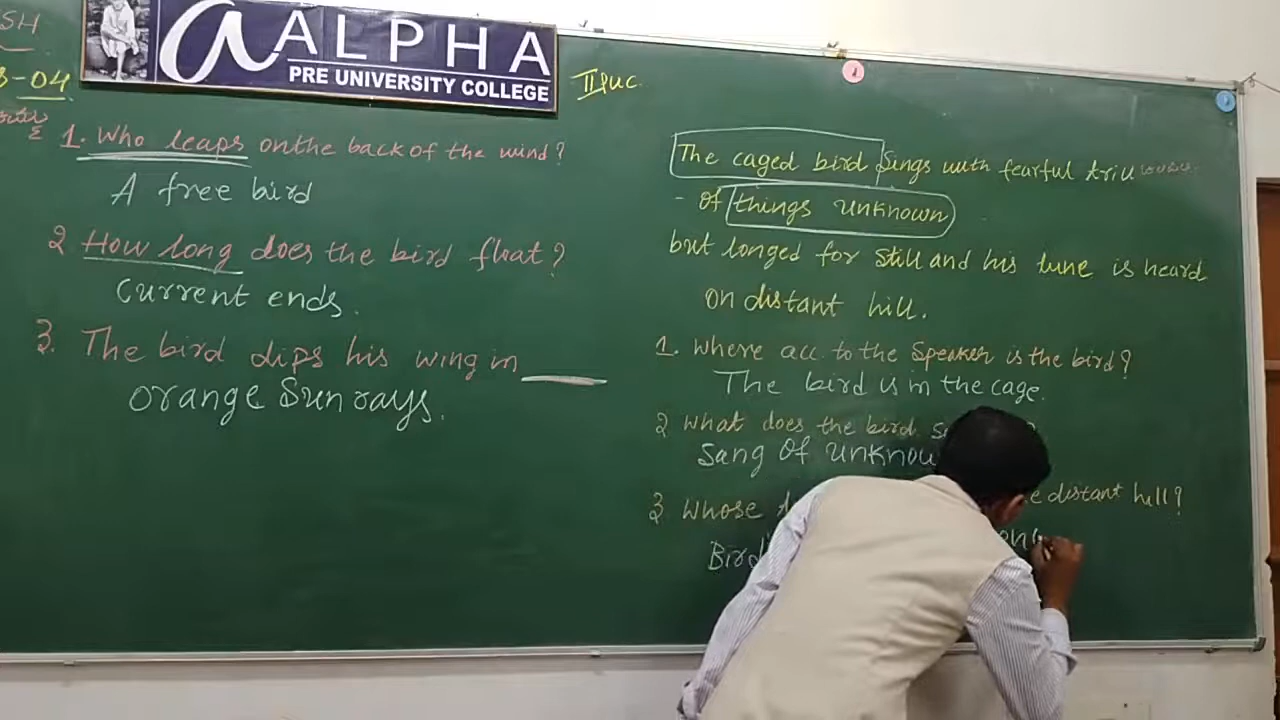 SH
-04
a ALPHA
PRE UNIVERSITY COLLEGE
II PUC
1. Who leaps on the back of the wind?
A free bird
2 How long does the bird float?
Current ends.
3. The bird dips his wing in ____
orange Sun rays.
The caged bird Sings with fearful trill
- of things unknown
but longed for still and his tune is heard
on distant hill.
1. Where acc. to the Speaker is the bird?
The bird is in the cage.
2 What does the bird
Sang Of
3 Whose distant hill?